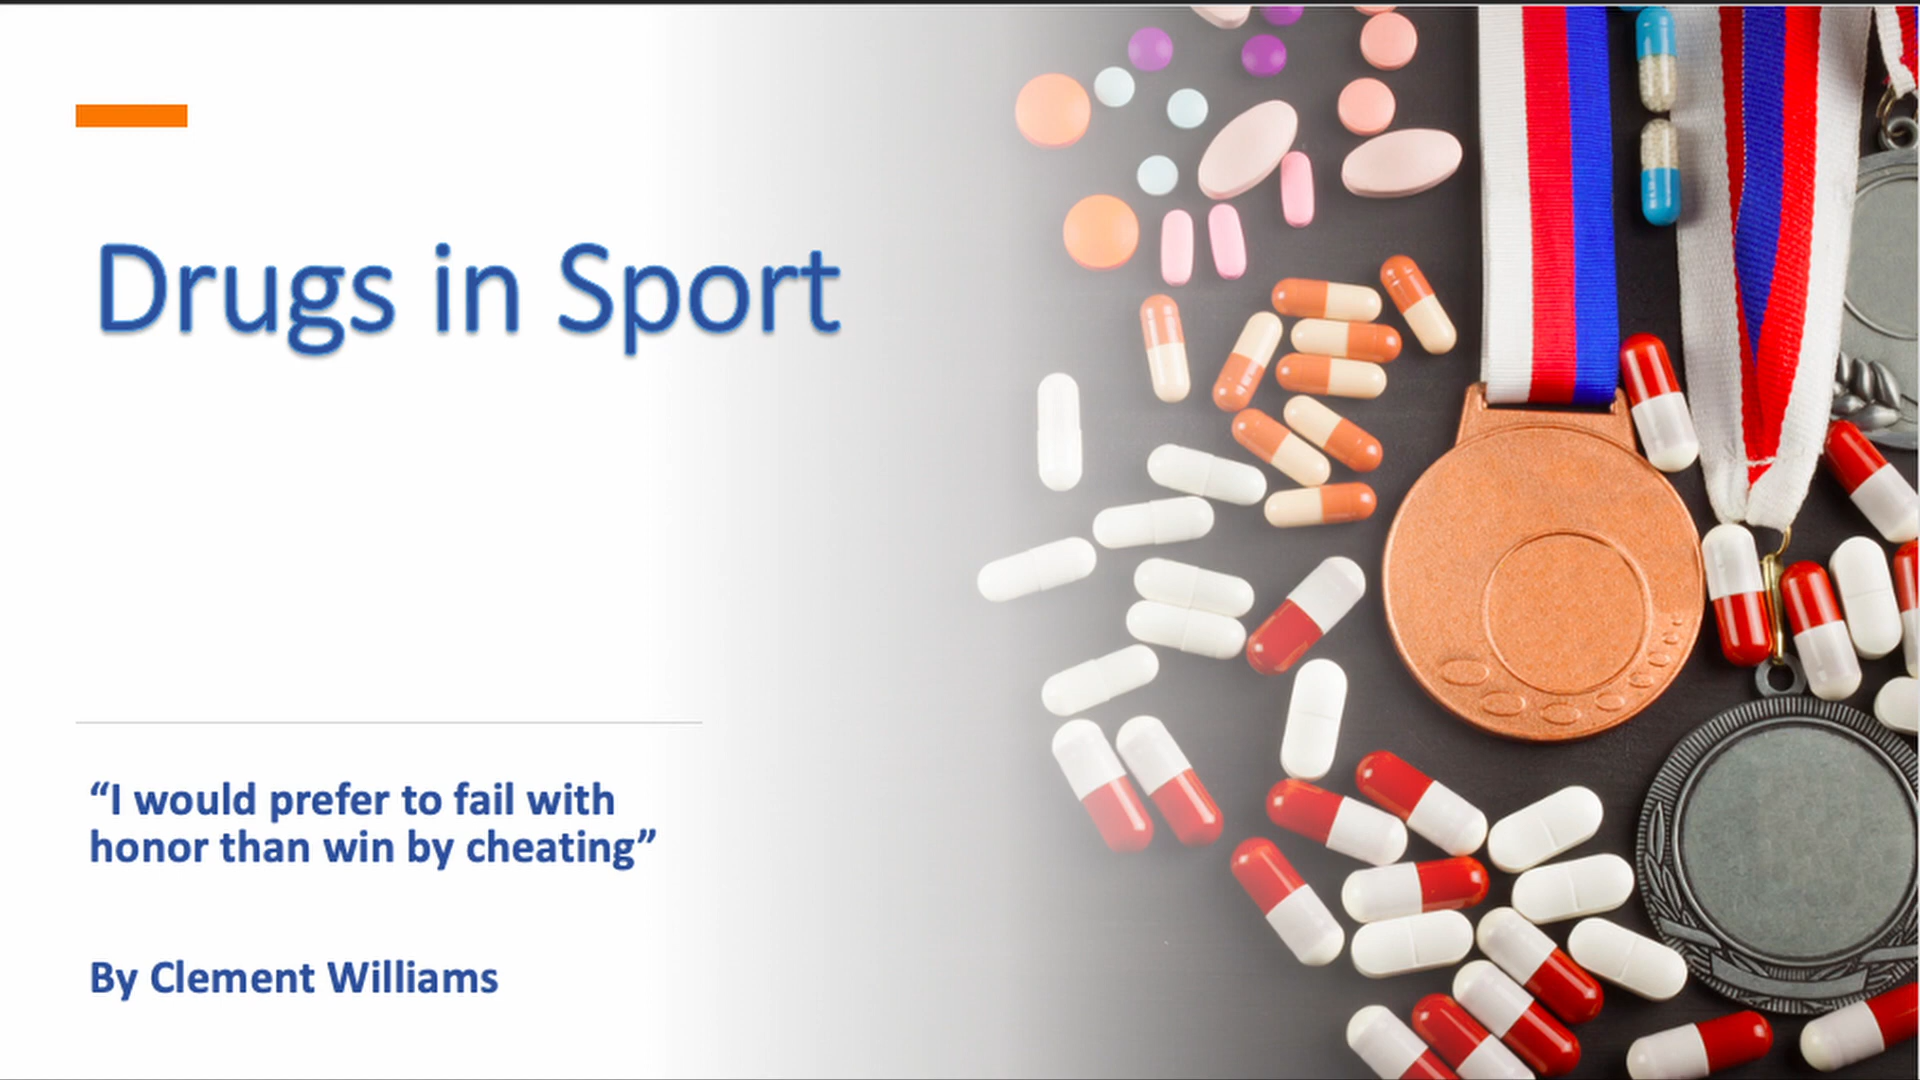 Drugs in Sport
“I would prefer to fail with
honor than win by cheating”
By Clement Williams